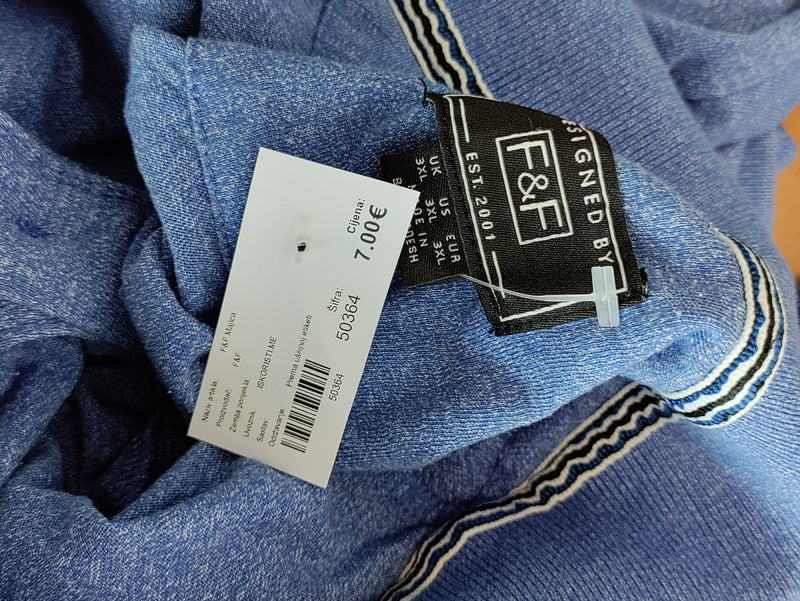 DESIGNED BY
F&F
EST. 2001
UK US EUR
3XL 3XL 3XL
MADE IN
Naziv artikla: F&F Majica
Proizvođač: F&F
Zemlja porijekla:
Uvoznik: ISKORISTI.ME
Sastav:
Održavanje: Prema ušivenoj etiketi
50364
Šifra:
50364
Cijena:
7.00€